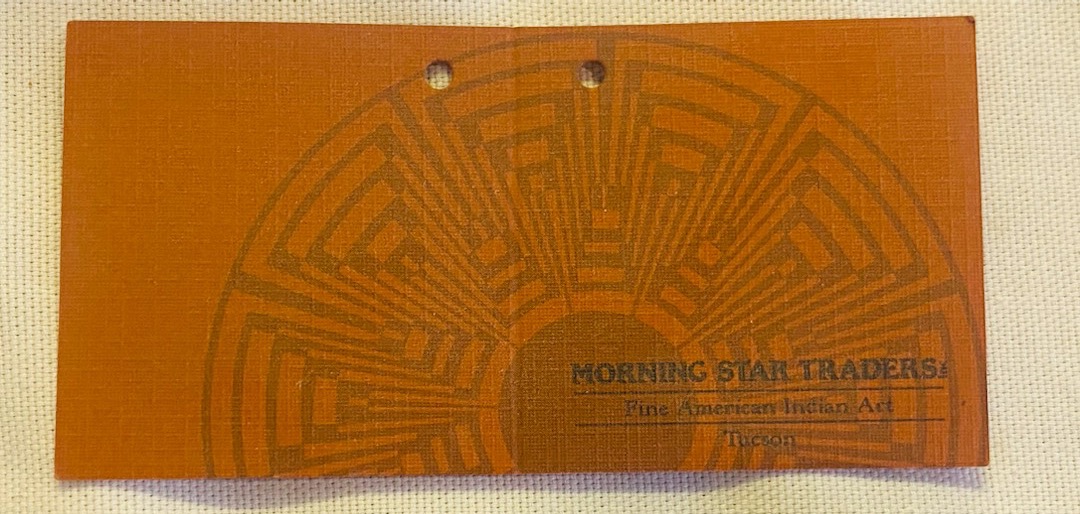 MORNING STAR TRADERS
Fine American Indian Art
Tucson